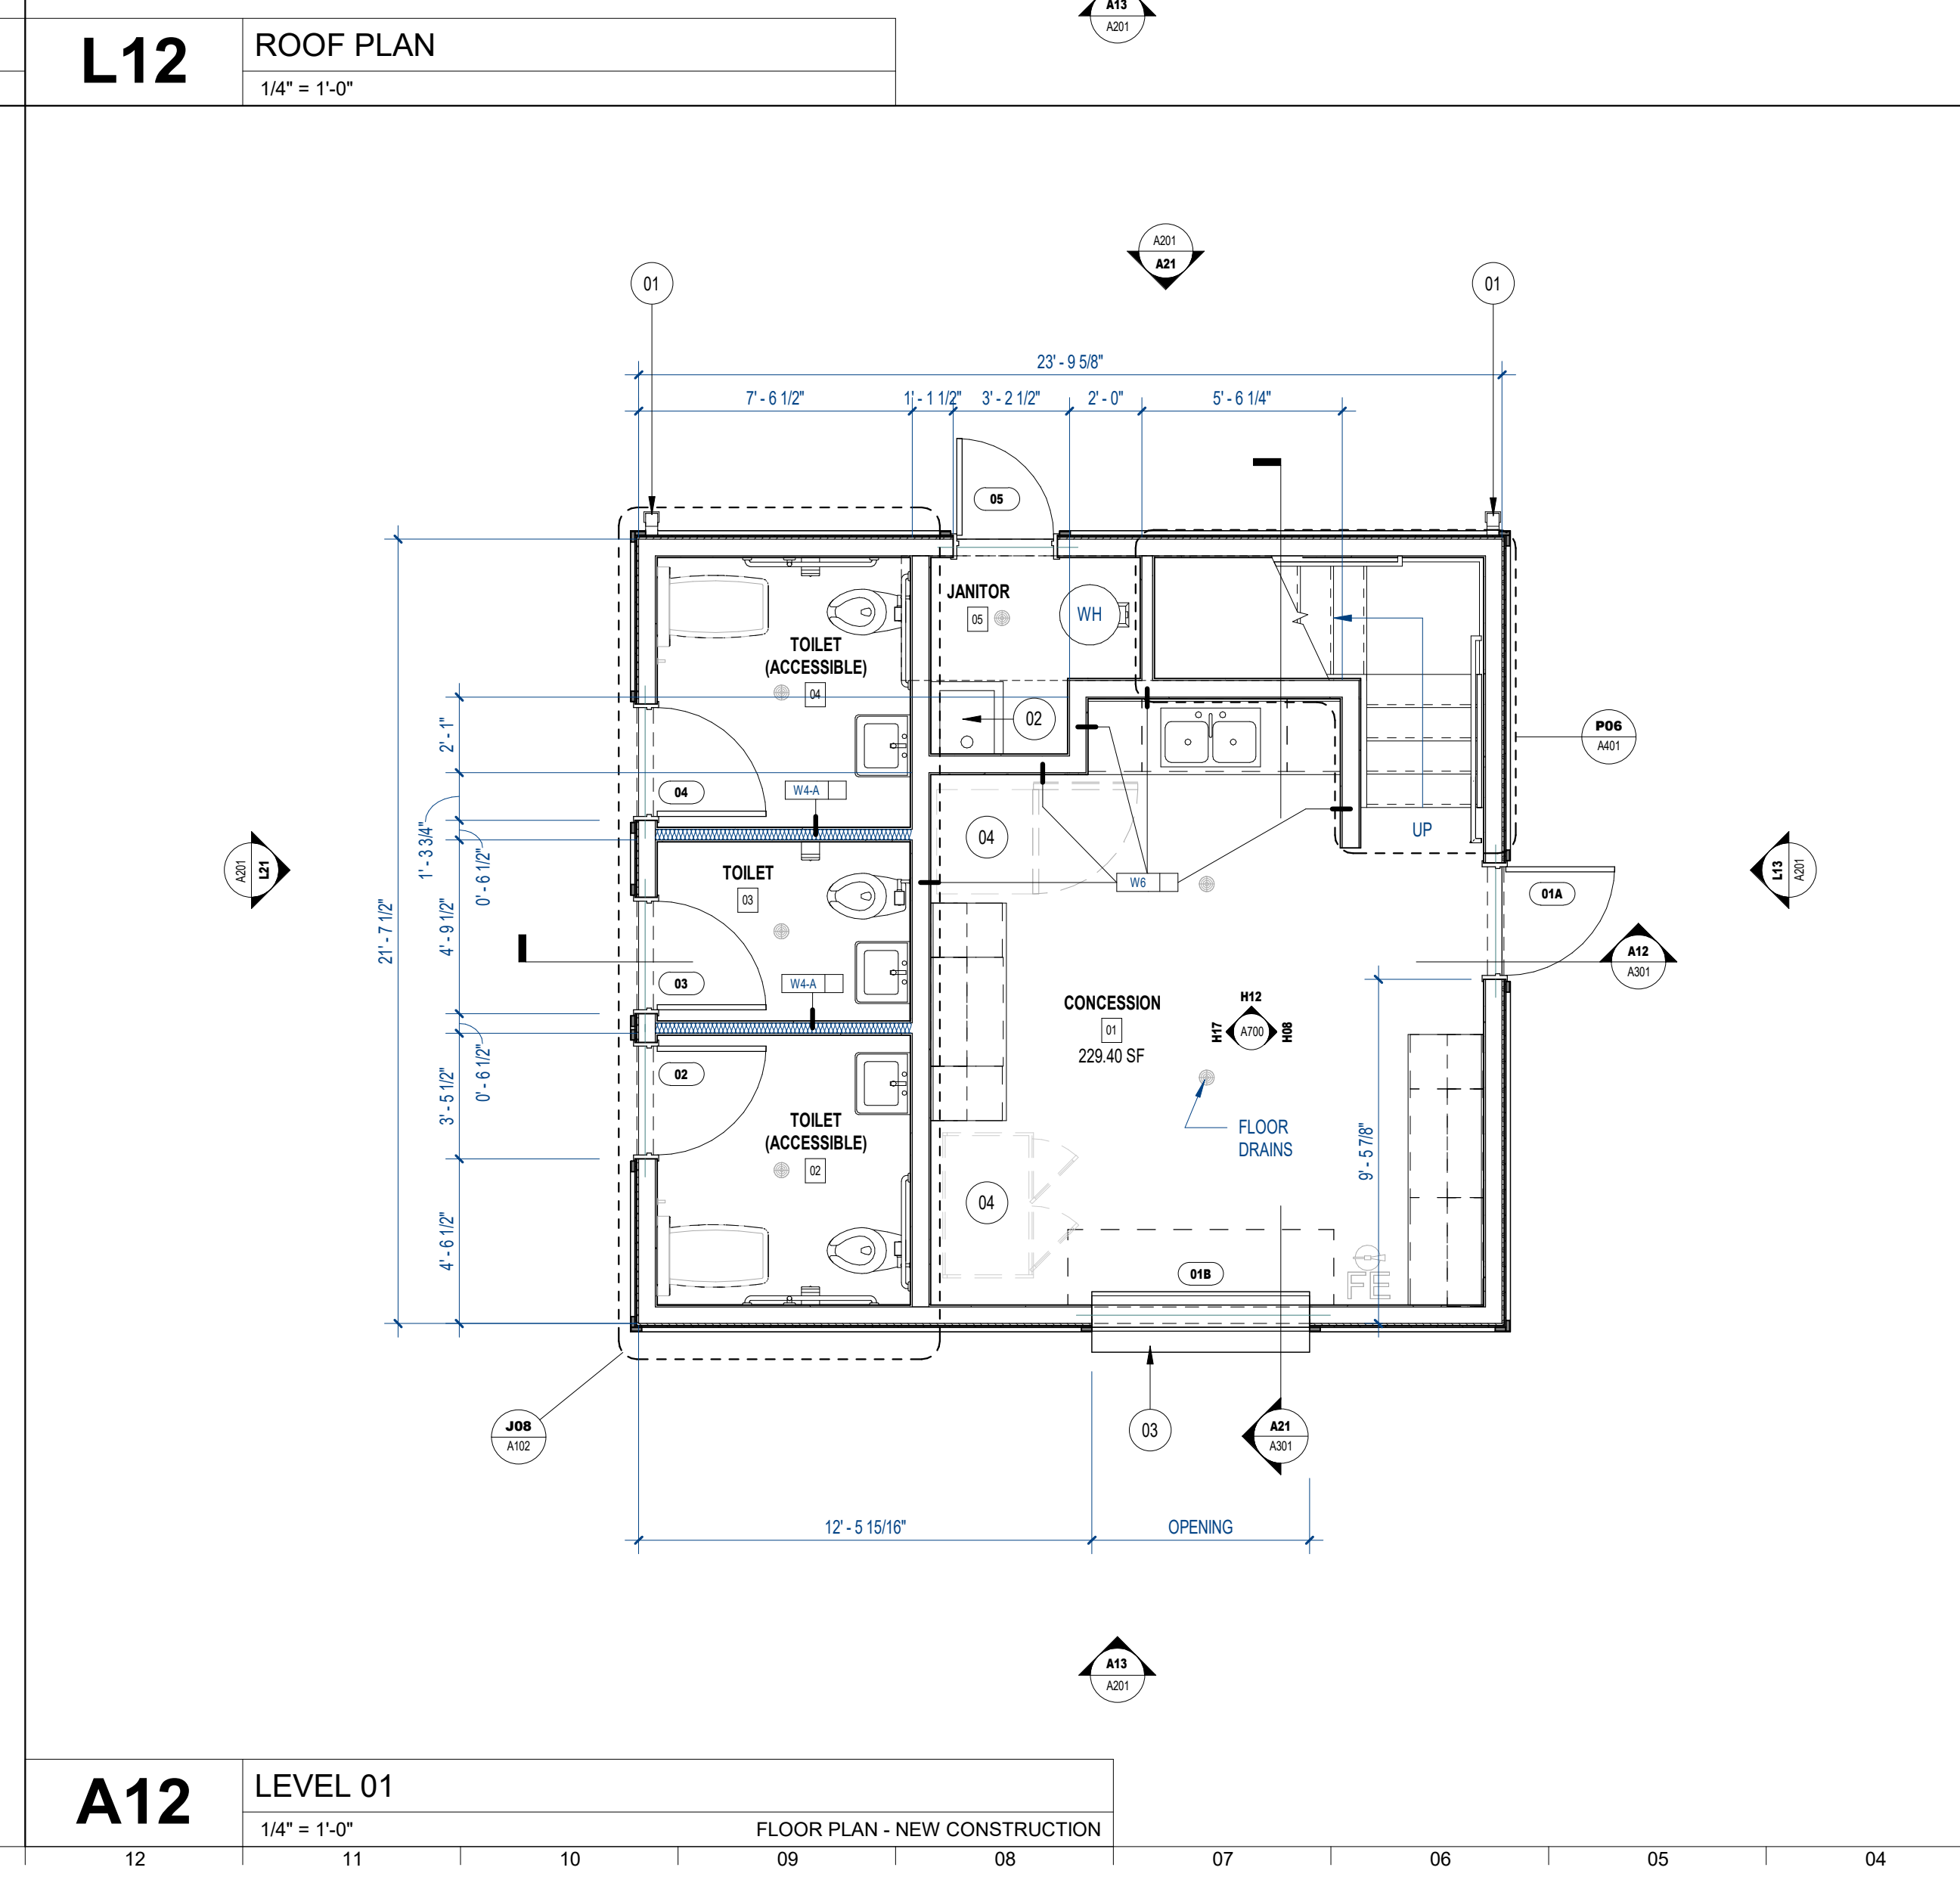 A13
A201
L12
ROOF PLAN
1/4" = 1'-0"
A201
A21
01
01
23' - 9 5/8"
7' - 6 1/2"
1' - 1 1/2"
3' - 2 1/2"
2' - 0"
5' - 6 1/4"
05
JANITOR
05
WH
TOILET
(ACCESSIBLE)
04
02
2' - 1"
P06
A401
04
W4-A
04
UP
1' - 3 3/4"
0' - 6 1/2"
A201
L21
TOILET
03
W6
L13
A201
01A
21' - 7 1/2"
4' - 9 1/2"
A12
A301
03
W4-A
CONCESSION
01
229.40 SF
H12
H17
A700
H08
02
0' - 6 1/2"
3' - 5 1/2"
TOILET
(ACCESSIBLE)
02
FLOOR
DRAINS
9' - 5 7/8"
04
4' - 6 1/2"
01B
FE
J08
A102
03
A21
A301
12' - 5 15/16"
OPENING
A13
A201
A12
LEVEL 01
1/4" = 1'-0"
FLOOR PLAN - NEW CONSTRUCTION
12
11
10
09
08
07
06
05
04